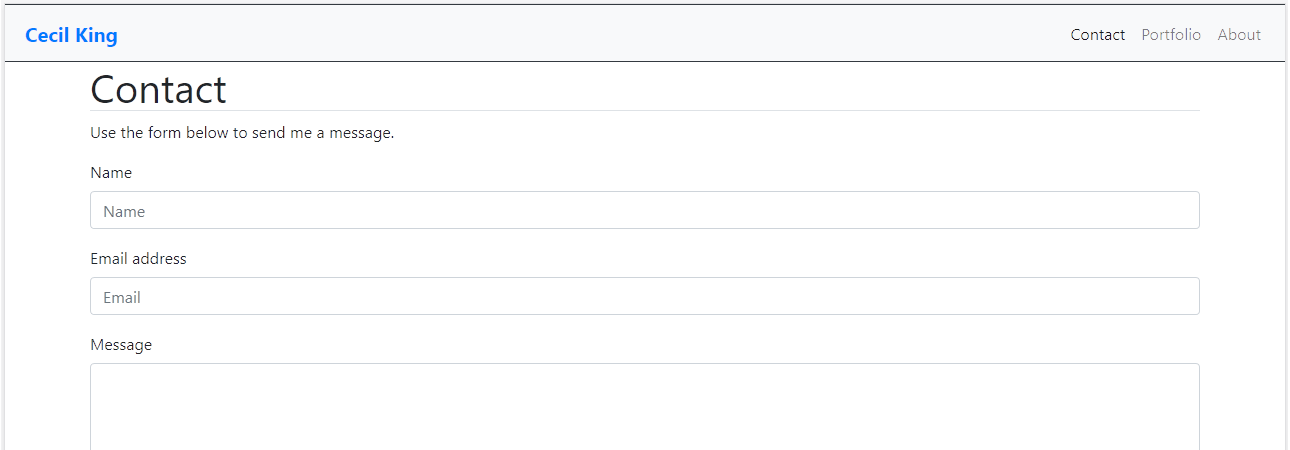 Cecil King Contact Portfolio About
Contact
Use the form below to send me a message.
Name
Name
Email address
Email
Message